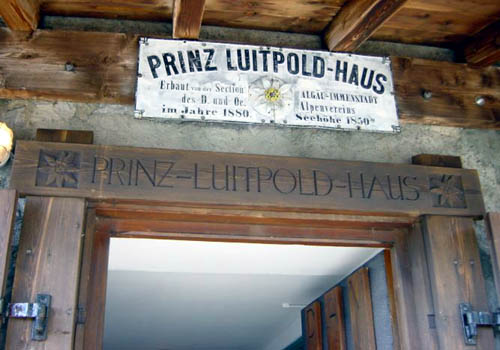 PRINZ LUITPOLD-HAUS
Erbaut von der Section ALGÄU-IMMENSTADT
des D. und Oe. Alpenvereins
im Jahre 1880. Seehöhe 1850m
PRINZ-LUITPOLD-HAUS